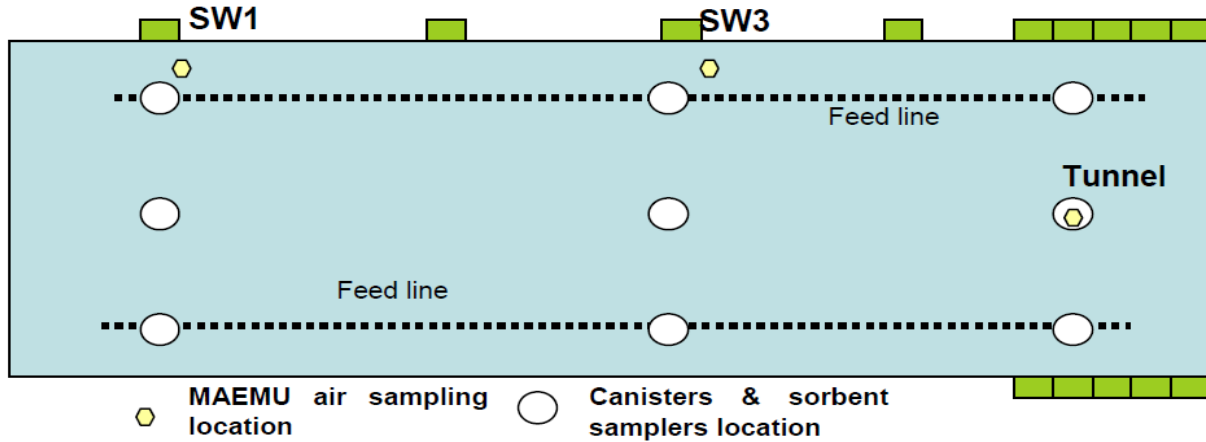 SW1
SW3
Feed line
Tunnel
Feed line
MAEMU air sampling
location
Canisters & sorbent
samplers location